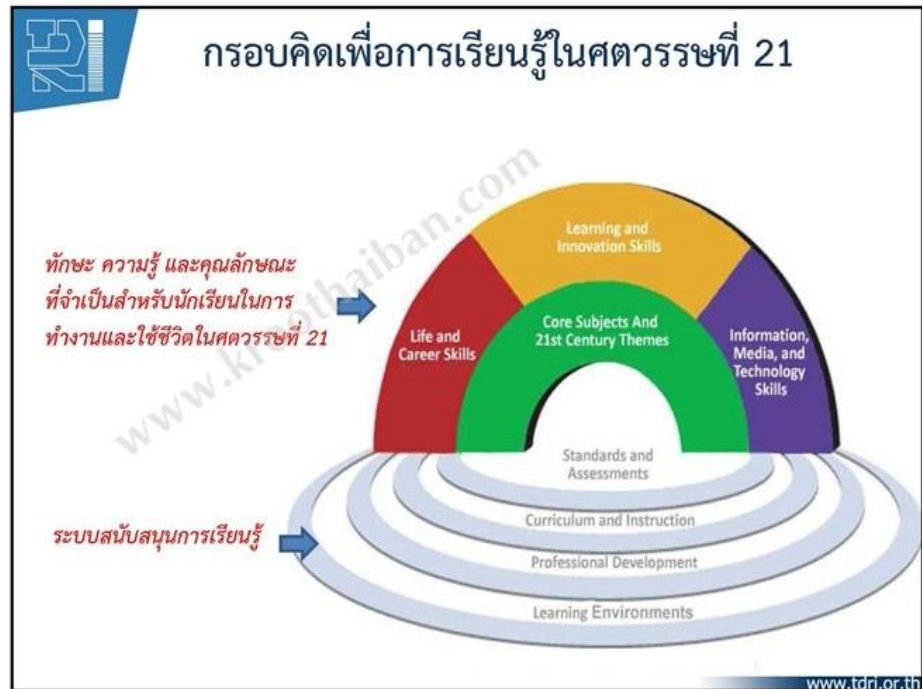 กรอบคิดเพื่อการเรียนรู้ในศตวรรษที่ 21
www.kroothaiban.com
ทักษะ ความรู้ และคุณลักษณะ
ที่จำเป็นสำหรับนักเรียนในการ
ทำงานและใช้ชีวิตในศตวรรษที่ 21
Learning and
Innovation Skills
Life and
Career Skills
Core Subjects And
21st Century Themes
Information,
Media, and
Technology
Skills
Standards and
Assessments
Curriculum and Instruction
Professional Development
Learning Environments
ระบบสนับสนุนการเรียนรู้
www.tdri.or.th